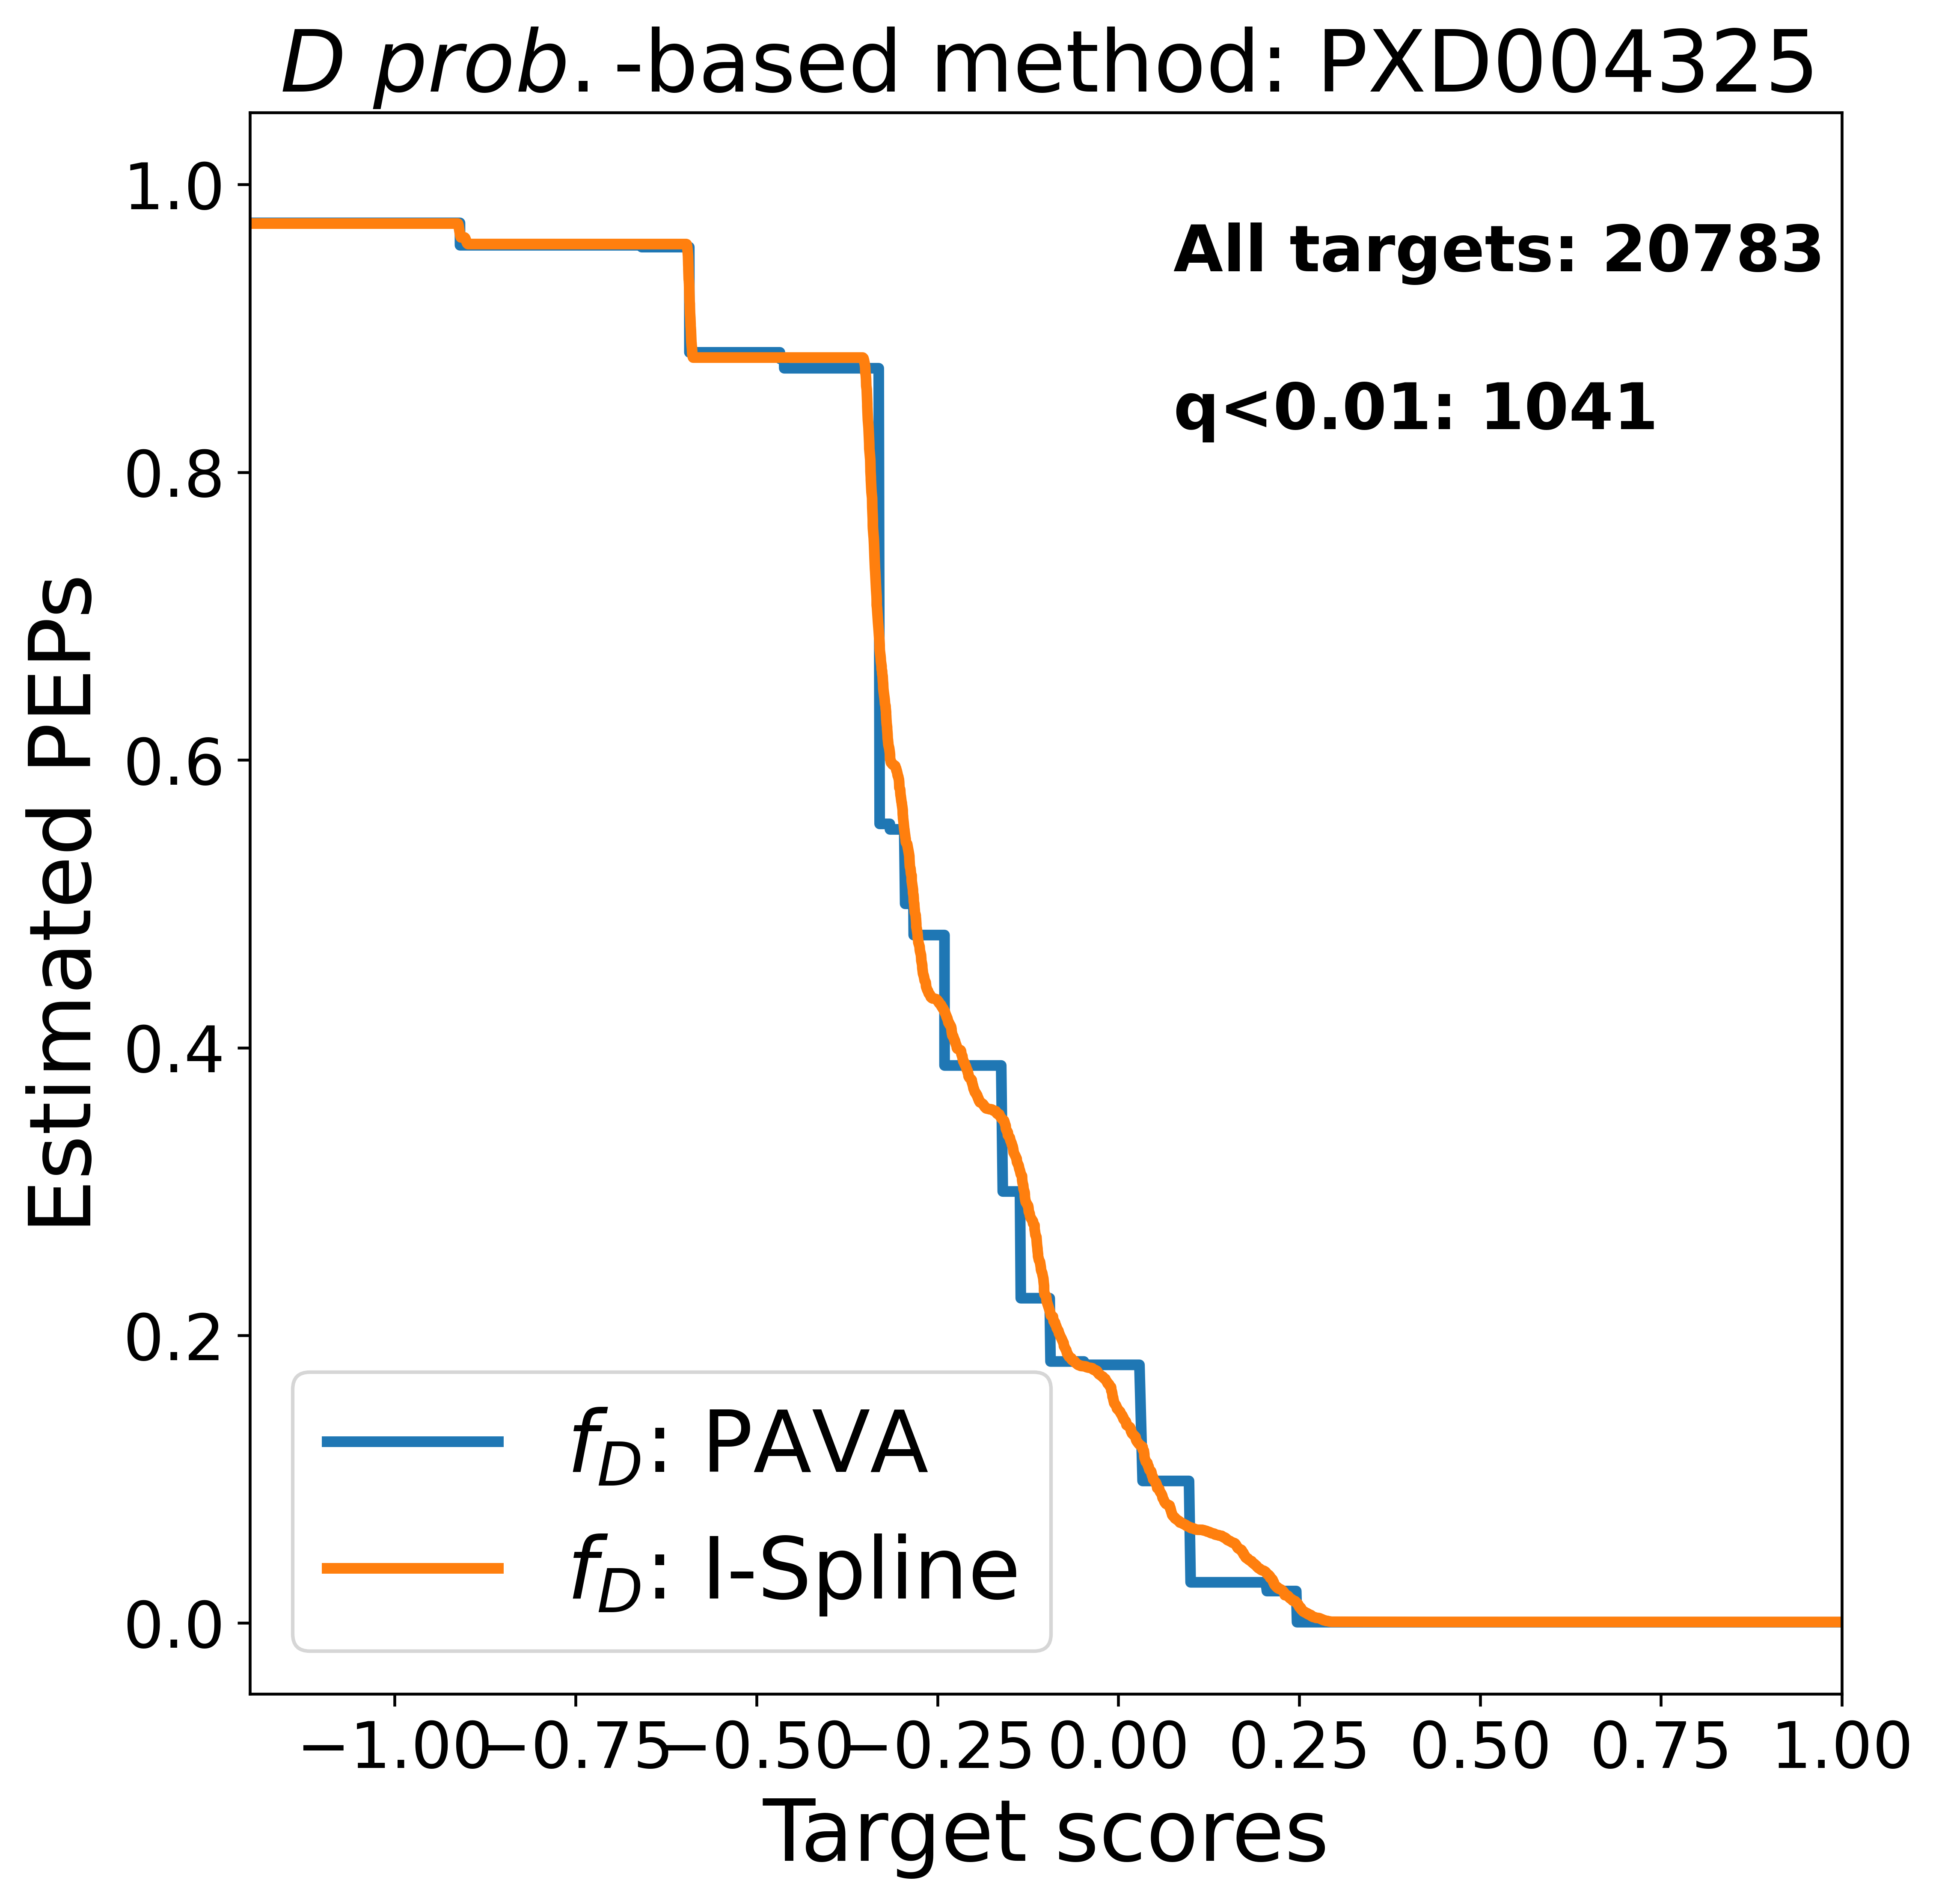 D prob. -based method: PXD004325
1.0
0.8
0.6
0.4
0.2
0.0
Estimated PEPs
All targets: 20783
q<0.01: 1041
f_D: PAVA
f_D: I-Spline
−1.00 −0.75 −0.50 −0.25 0.00 0.25 0.50 0.75 1.00
Target scores